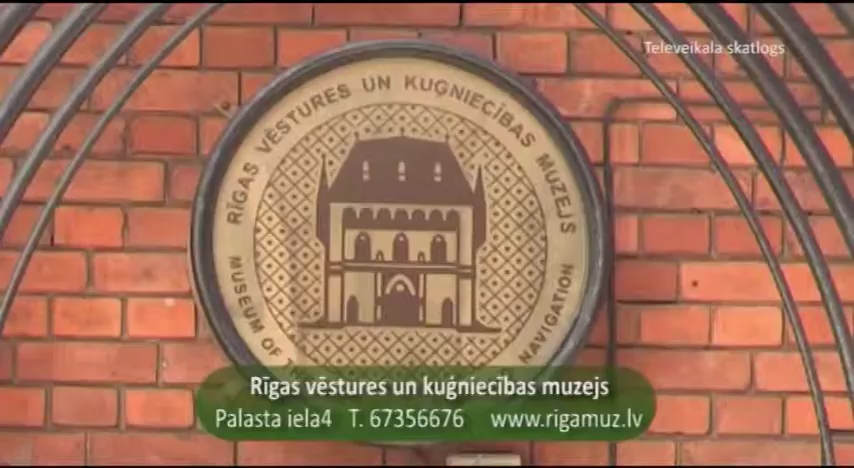 Televeikala skatlogs
RĪGAS VĒSTURES UN KUĢNIECĪBAS MUZEJS
MUSEUM OF
NAVIGATION
Rīgas vēstures un kuģniecības muzejs
Palasta iela4 T. 67356676 www.rigamuz.lv